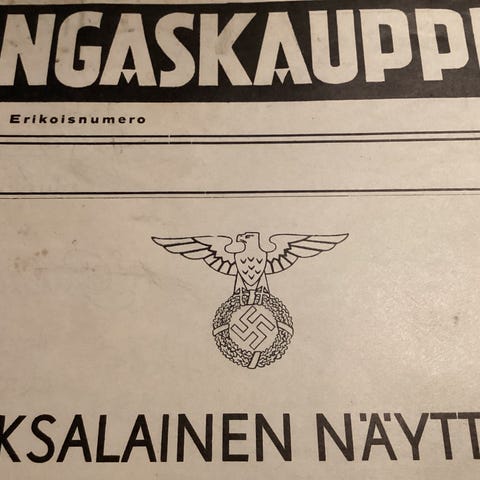 NGASKAUPP
Erikoisnumero
KSALAINEN NÄYTT